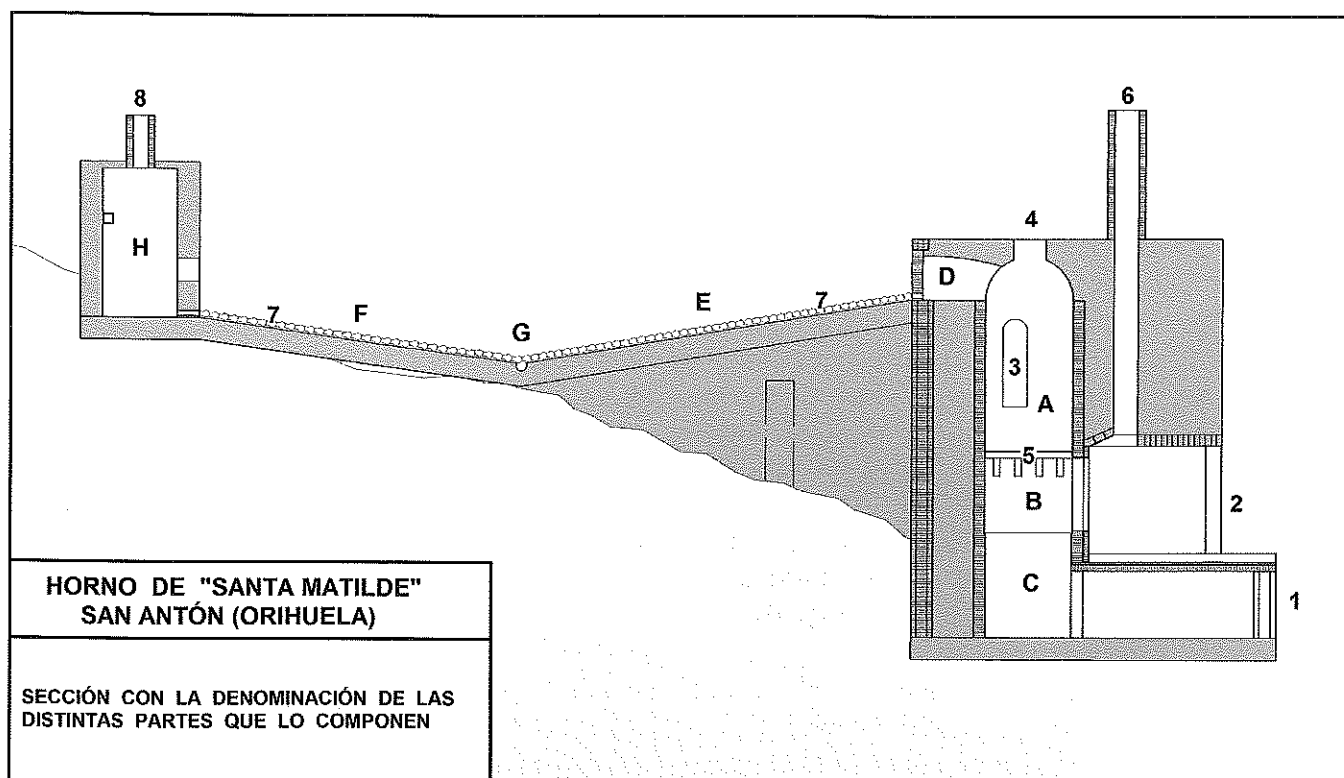 8
6
4
H
D
7
F
E
7
G
3
A
5
B
2
C
1
HORNO DE "SANTA MATILDE"
SAN ANTÓN (ORIHUELA)
SECCIÓN CON LA DENOMINACIÓN DE LAS
DISTINTAS PARTES QUE LO COMPONEN